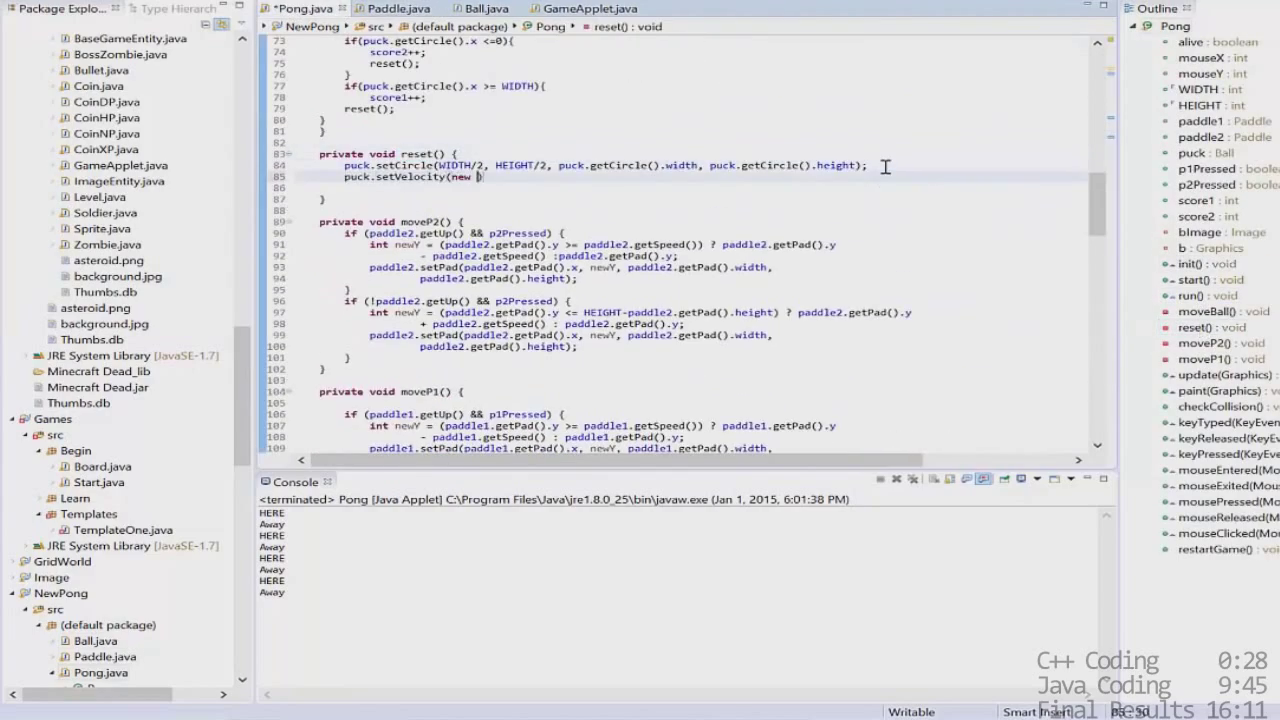 Package Explo...
Type Hierarch
BaseGameEntity.java
BossZombie.java
Bullet.java
Coin.java
CoinDP.java
CoinHP.java
CoinNP.java
CoinXP.java
GameApplet.java
ImageEntity.java
Level.java
Soldier.java
Sprite.java
Zombie.java
asteroid.png
background.jpg
Thumbs.db
asteroid.png
background.jpg
Thumbs.db
JRE System Library [JavaSE-1.7]
Minecraft Dead_lib
Minecraft Dead.jar
Thumbs.db
Games
src
Begin
Board.java
Start.java
Learn
Templates
TemplateOne.java
JRE System Library [JavaSE-1.7]
GridWorld
Image
NewPong
src
(default package)
Ball.java
Paddle.java
Pong.java
*Pong.java Paddle.java Ball.java GameApplet.java
NewPong src (default package) Pong reset() : void
73 if(puck.getCircle().x <=0){
74 score2++;
75 reset();
76 }
77 if(puck.getCircle().x >= WIDTH){
78 score1++;
79 reset();
80 }
81 }
82
83 private void reset() {
84 puck.setCircle(WIDTH/2, HEIGHT/2, puck.getCircle().width, puck.getCircle().height);
85 puck.setVelocity(new )
86
87 }
88
89 private void moveP2() {
90 if (paddle2.getUp() && p2Pressed) {
91 int newY = (paddle2.getPad().y >= paddle2.getSpeed()) ? paddle2.getPad().y
92 - paddle2.getSpeed() :paddle2.getPad().y;
93 paddle2.setPad(paddle2.getPad().x, newY, paddle2.getPad().width,
94 paddle2.getPad().height);
95 }
96 if (!paddle2.getUp() && p2Pressed) {
97 int newY = (paddle2.getPad().y <= HEIGHT-paddle2.getPad().height) ? paddle2.getPad().y
98 + paddle2.getSpeed() : paddle2.getPad().y;
99 paddle2.setPad(paddle2.getPad().x, newY, paddle2.getPad().width,
100 paddle2.getPad().height);
101 }
102 }
103
104 private void moveP1() {
105
106 if (paddle1.getUp() && p1Pressed) {
107 int newY = (paddle1.getPad().y >= paddle1.getSpeed()) ? paddle1.getPad().y
108 - paddle1.getSpeed() : paddle1.getPad().y;
109 paddle1.setPad(paddle1.getPad().x, newY, paddle1.getPad().width,
Console
<terminated> Pong [Java Applet] C:\Program Files\Java\jre1.8.0_25\bin\javaw.exe (Jan 1, 2015, 6:01:38 PM)
HERE
Away
HERE
Away
HERE
Away
HERE
Away
Outline
Pong
alive : boolean
mouseX : int
mouseY : int
WIDTH : int
HEIGHT : int
paddle1 : Paddle
paddle2 : Paddle
puck : Ball
p1Pressed : boolea
p2Pressed : boolea
score1 : int
score2 : int
bImage : Image
b : Graphics
init() : void
start() : void
run() : void
moveBall() : void
reset() : void
moveP2() : void
moveP1() : void
update(Graphics)
paint(Graphics) :
checkCollision() :
keyTyped(KeyEven
keyReleased(KeyE
keyPressed(KeyEve
mouseEntered(Mo
mouseExited(Mou
mousePressed(Mo
mouseReleased(M
mouseClicked(Mo
restartGame() : vo
C++ Coding 0:28
Java Coding 9:45
Final Results 16:11
Writable Smart Insert